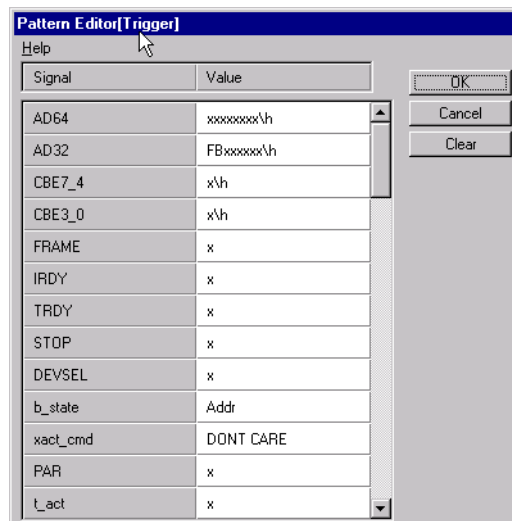 Pattern Editor[Trigger]
Help
Signal Value
OK
Cancel
Clear
AD64 xxxxxxxx\h
AD32 FBxxxxxx\h
CBE7_4 x\h
CBE3_0 x\h
FRAME x
IRDY x
TRDY x
STOP x
DEVSEL x
b_state Addr
xact_cmd DONT CARE
PAR x
t_act x